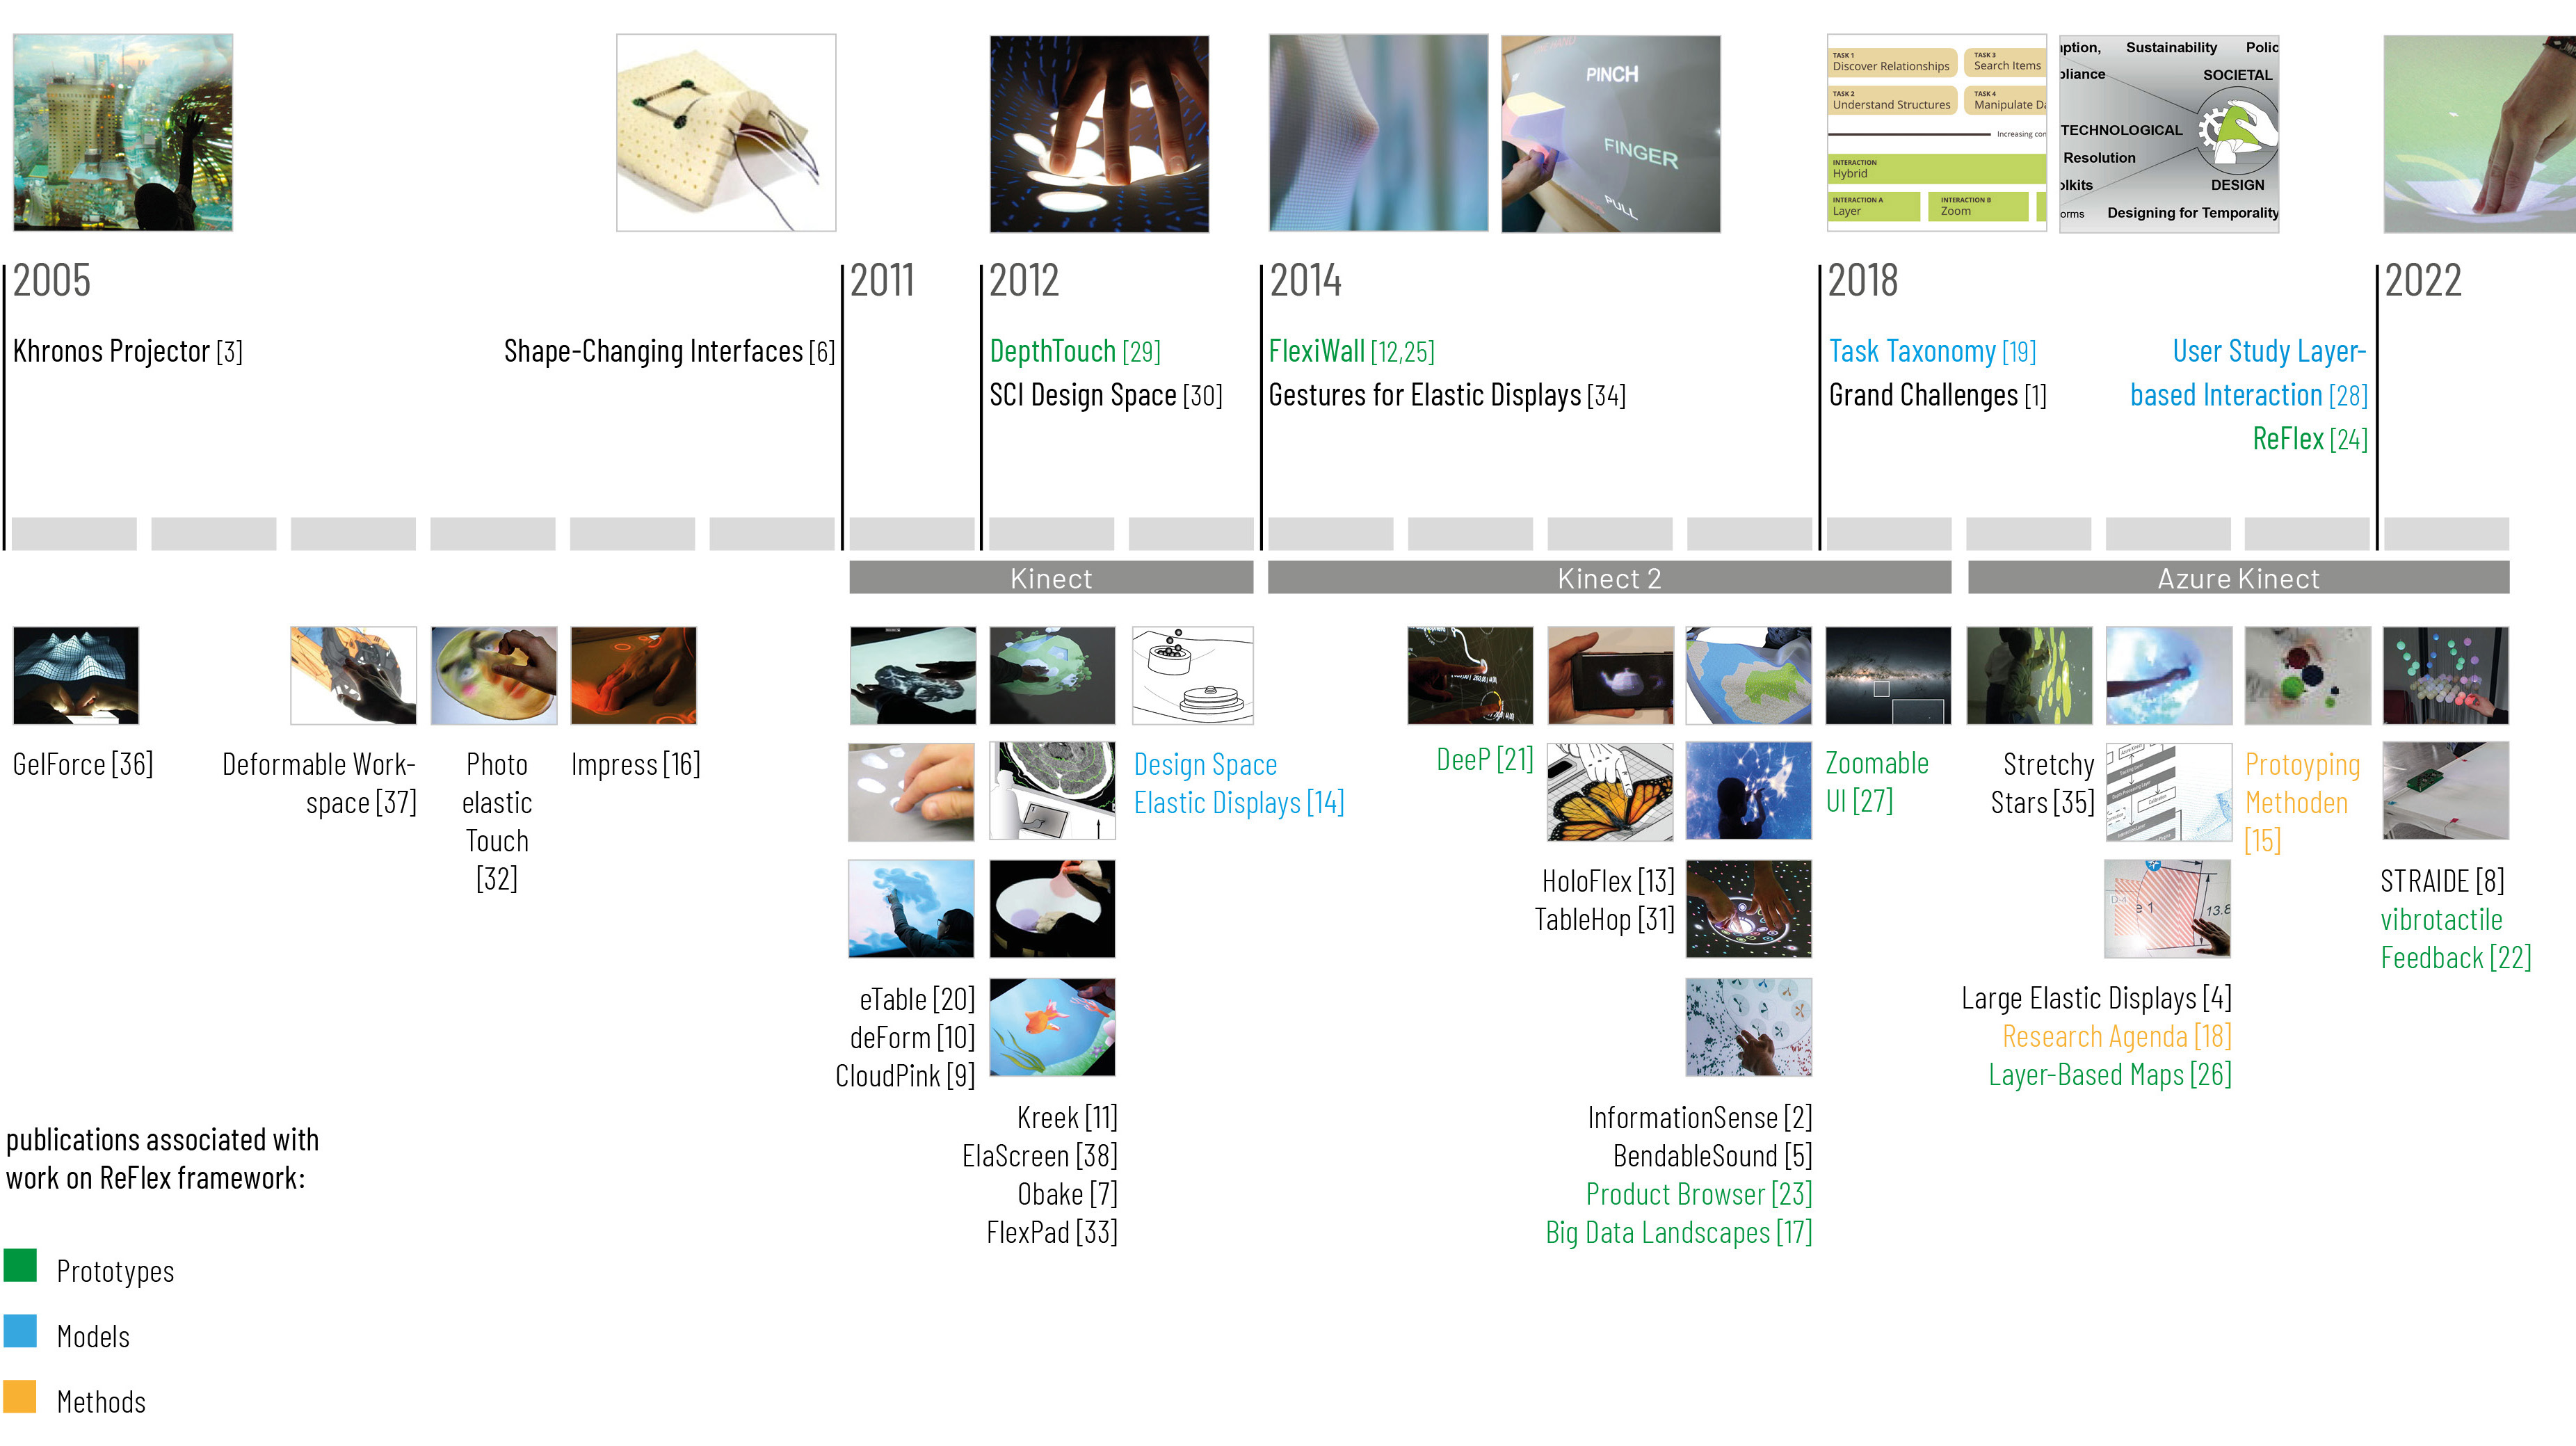 PINCH
FINGER
PULL
TASK 1
Discover Relationships
TASK 3
Search Items
TASK 2
Understand Structures
TASK 4
Manipulate Da
Increasing con
INTERACTION
Hybrid
INTERACTION A
Layer
INTERACTION B
Zoom
ption, Sustainability Polic
pliance SOCIETAL
TECHNOLOGICAL
Resolution
olkits DESIGN
orms Designing for Temporality
2005
2011
2012
2014
2018
2022
Khronos Projector [3]
Shape-Changing Interfaces [6]
DepthTouch [29]
SCI Design Space [30]
FlexiWall [12,25]
Gestures for Elastic Displays [34]
Task Taxonomy [19]
Grand Challenges [1]
User Study Layer-
based Interaction [28]
ReFlex [24]
Kinect
Kinect 2
Azure Kinect
GelForce [36]
Deformable Work-
space [37]
Photo
elastic
Touch
[32]
Impress [16]
eTable [20]
deForm [10]
CloudPink [9]
Kreek [11]
ElaScreen [38]
Obake [7]
FlexPad [33]
Design Space
Elastic Displays [14]
DeeP [21]
HoloFlex [13]
TableHop [31]
InformationSense [2]
BendableSound [5]
Product Browser [23]
Big Data Landscapes [17]
Zoomable
UI [27]
Stretchy
Stars [35]
e 1
13.8
Large Elastic Displays [4]
Research Agenda [18]
Layer-Based Maps [26]
Protoyping
Methoden
[15]
STRAIDE [8]
vibrotactile
Feedback [22]
publications associated with
work on ReFlex framework:
Prototypes
Models
Methods